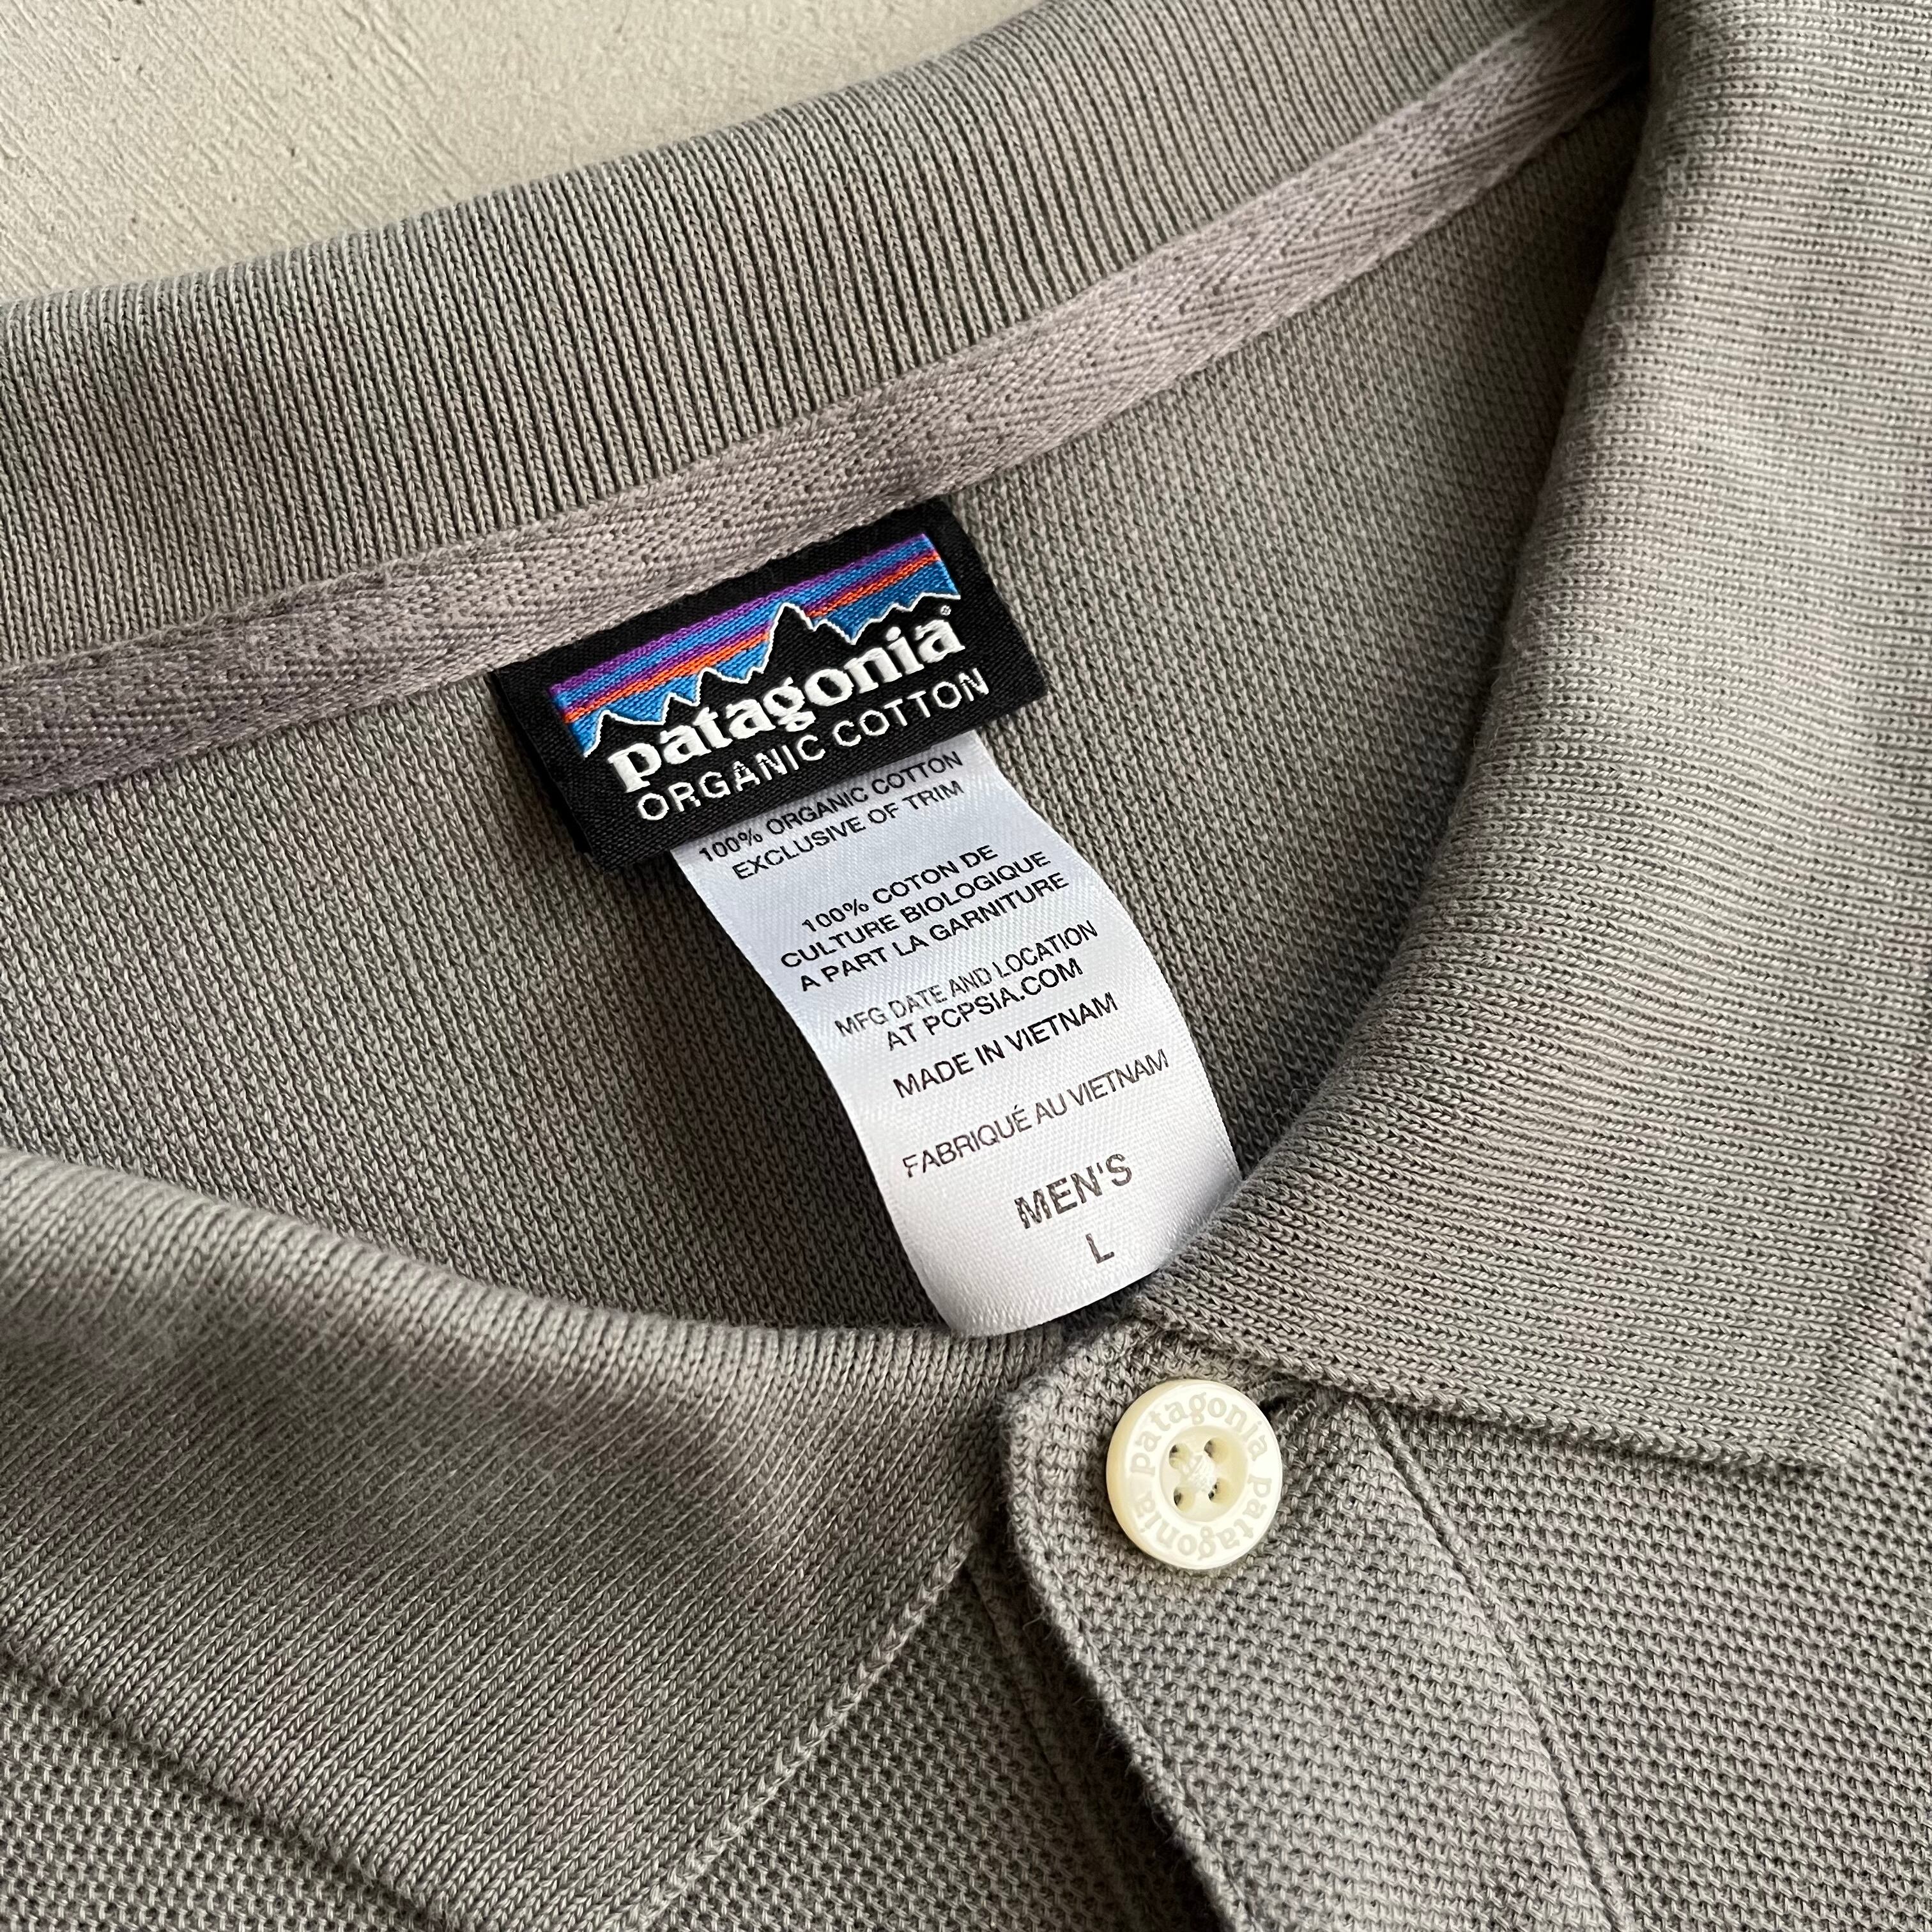 patagonia®
ORGANIC COTTON
100% ORGANIC COTTON
EXCLUSIVE OF TRIM
100% COTON DE
CULTURE BIOLOGIQUE
A PART LA GARNITURE
MFG DATE AND LOCATION
AT PCPSIA.COM
MADE IN VIETNAM
FABRIQUÉ AU VIETNAM
MEN'S
L
patagonia patagonia